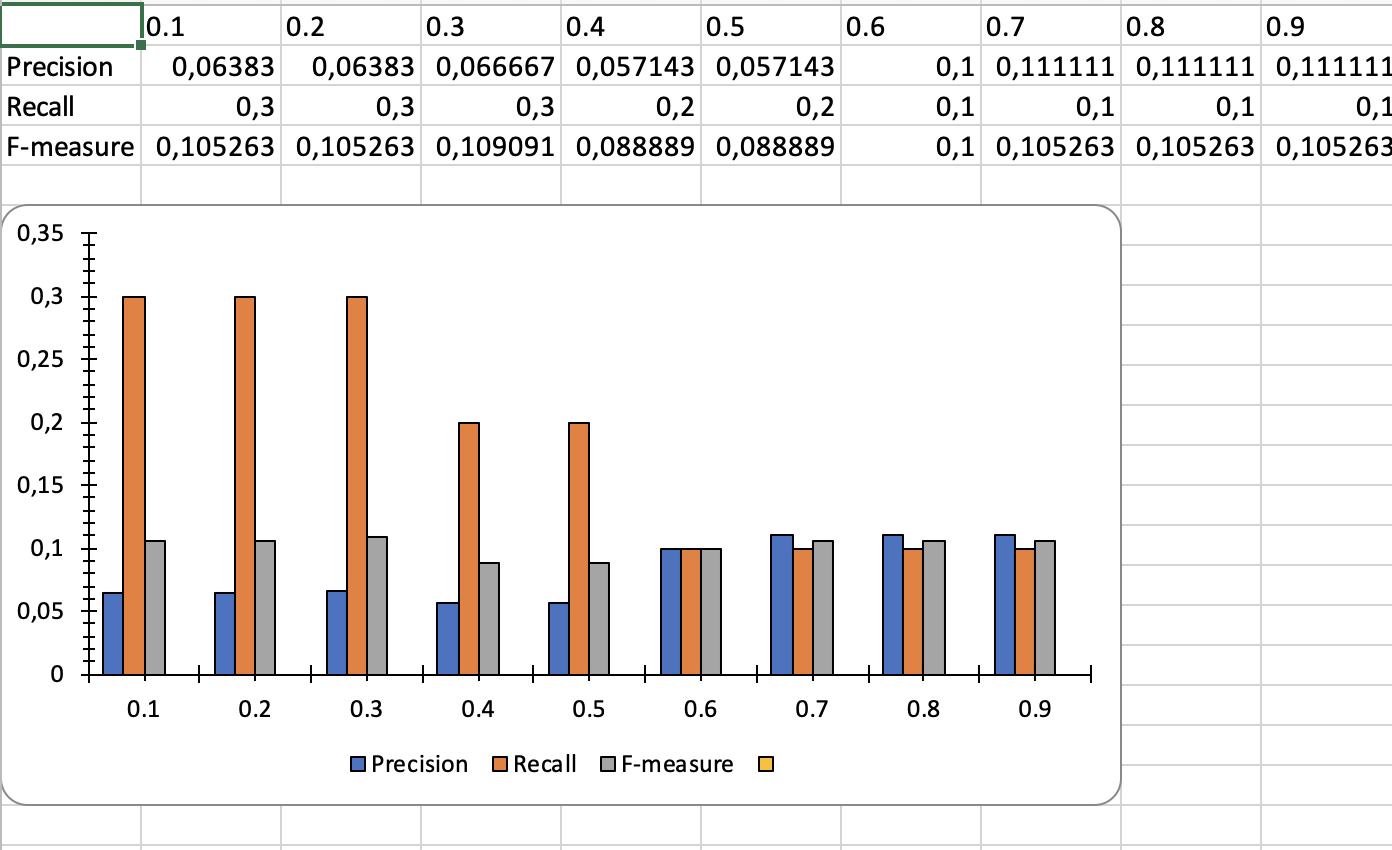 0.1 0.2 0.3 0.4 0.5 0.6 0.7 0.8 0.9
Precision 0,06383 0,06383 0,066667 0,057143 0,057143 0,1 0,111111 0,111111 0,111111
Recall 0,3 0,3 0,3 0,2 0,2 0,1 0,1 0,1 0,1
F-measure 0,105263 0,105263 0,109091 0,088889 0,088889 0,1 0,105263 0,105263 0,105263
0,35
0,3
0,25
0,2
0,15
0,1
0,05
0
0.1 0.2 0.3 0.4 0.5 0.6 0.7 0.8 0.9
Precision Recall F-measure